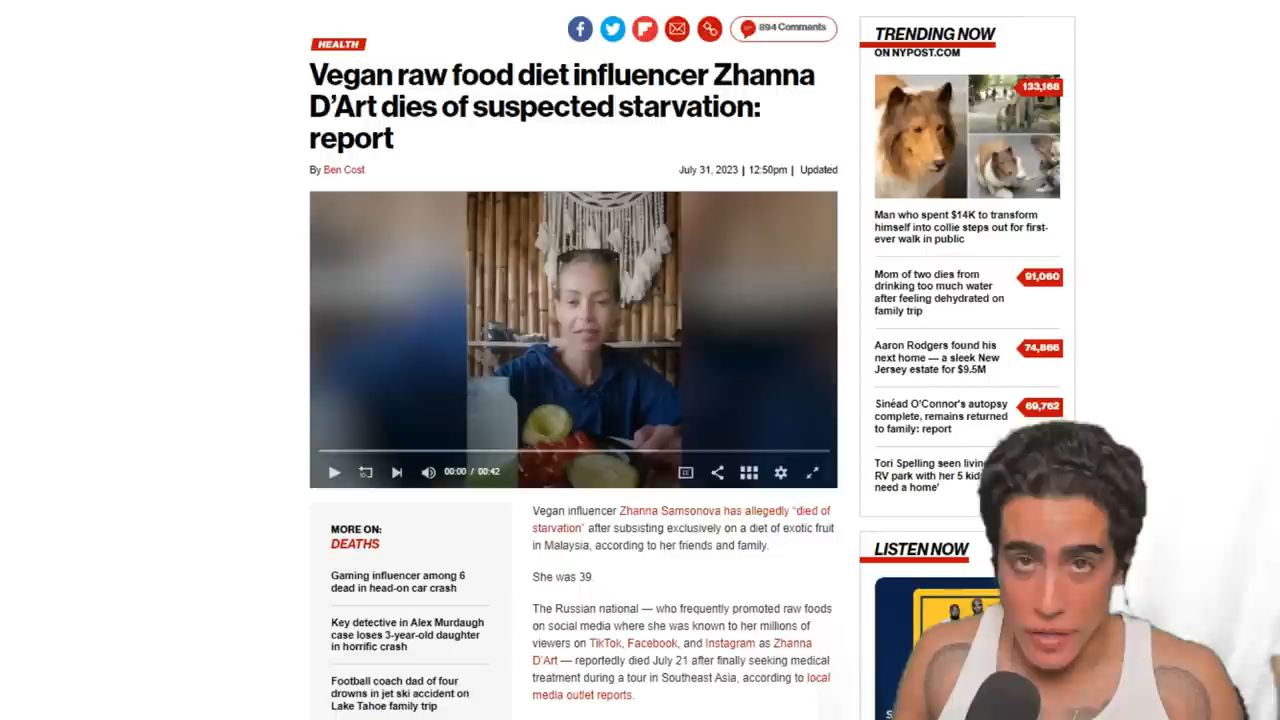 894 Comments
HEALTH
Vegan raw food diet influencer Zhanna
D'Art dies of suspected starvation:
report
By Ben Cost
July 31, 2023 | 12:50pm | Updated
00:00 / 00:42
CC
MORE ON:
DEATHS
Gaming influencer among 6
dead in head-on car crash
Key detective in Alex Murdaugh
case loses 3-year-old daughter
in horrific crash
Football coach dad of four
drowns in jet ski accident on
Lake Tahoe family trip
Vegan influencer Zhanna Samsonova has allegedly “died of
starvation” after subsisting exclusively on a diet of exotic fruit
in Malaysia, according to her friends and family.
She was 39.
The Russian national — who frequently promoted raw foods
on social media where she was known to her millions of
viewers on TikTok, Facebook, and Instagram as Zhanna
D'Art — reportedly died July 21 after finally seeking medical
treatment during a tour in Southeast Asia, according to local
media outlet reports.
TRENDING NOW
ON NYPOST.COM
133,168
Man who spent $14K to transform
himself into collie steps out for first-
ever walk in public
Mom of two dies from
drinking too much water
after feeling dehydrated on
family trip
91,060
Aaron Rodgers found his
next home — a sleek New
Jersey estate for $9.5M
74,866
Sinéad O'Connor's autopsy
complete, remains returned
to family: report
69,762
Tori Spelling seen livin
RV park with her 5 kid
need a home'
LISTEN NOW
S